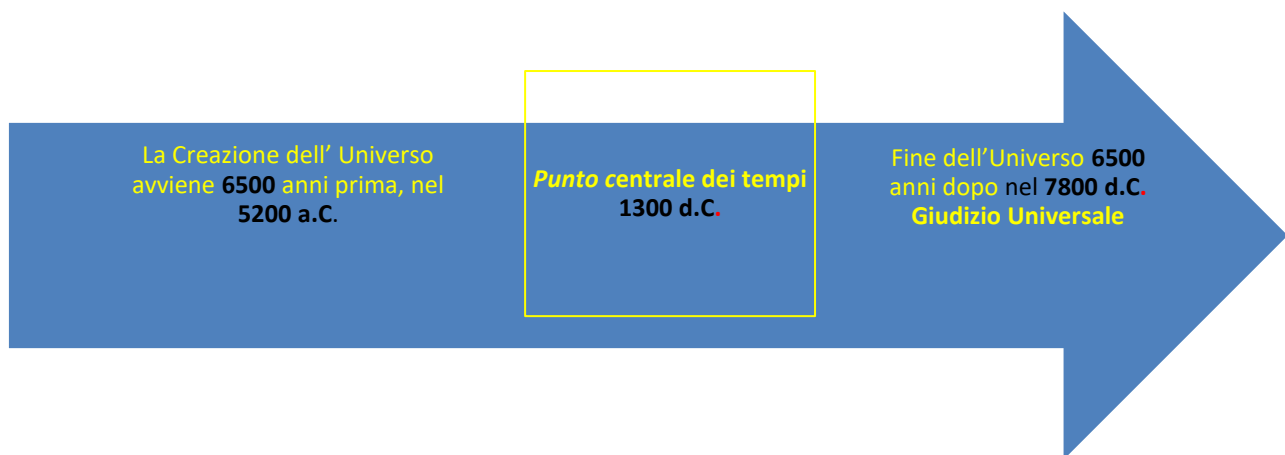 La Creazione dell’ Universo
avviene 6500 anni prima, nel
5200 a.C.
Punto centrale dei tempi
1300 d.C.
Fine dell’Universo 6500
anni dopo nel 7800 d.C.
Giudizio Universale